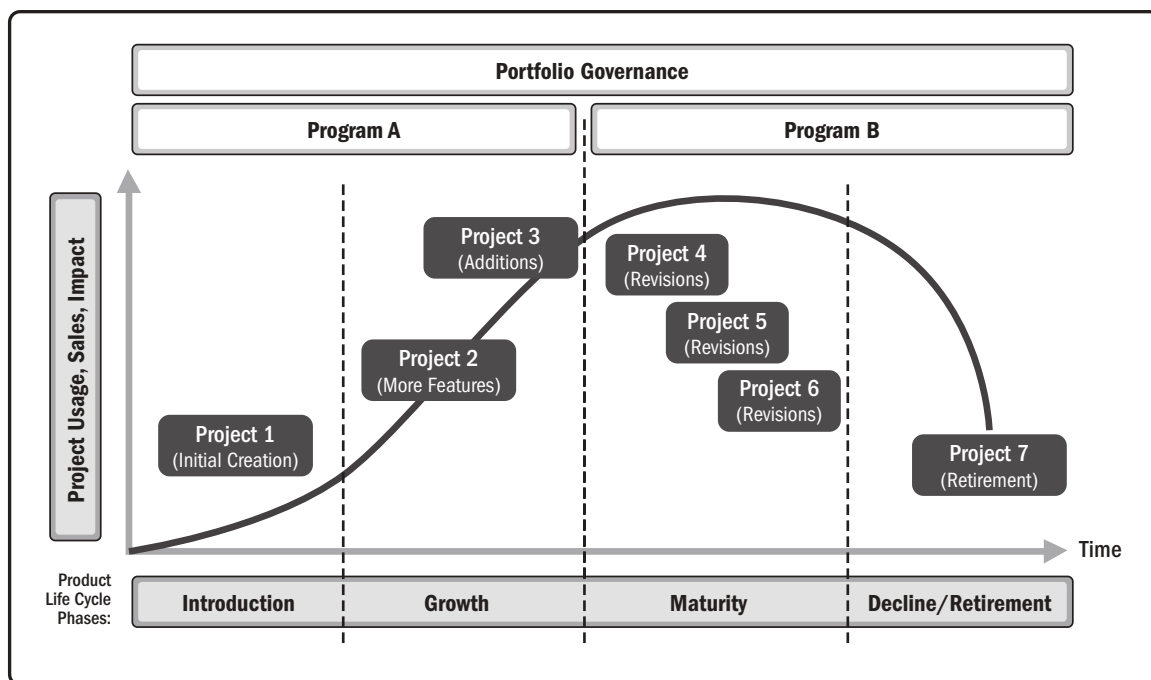 Portfolio Governance
Program A
Program B
Project Usage, Sales, Impact
Project 1
(Initial Creation)
Project 2
(More Features)
Project 3
(Additions)
Project 4
(Revisions)
Project 5
(Revisions)
Project 6
(Revisions)
Project 7
(Retirement)
Time
Product
Life Cycle
Phases:
Introduction
Growth
Maturity
Decline/Retirement